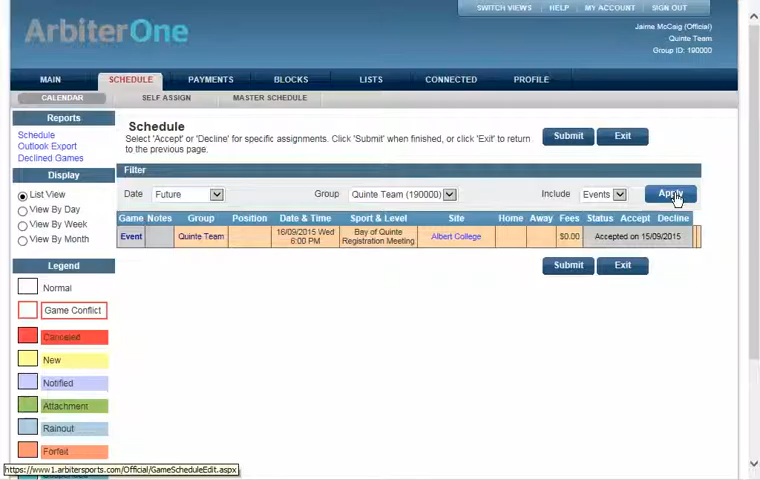 SWITCH VIEWS | HELP | MY ACCOUNT | SIGN OUT
ArbiterOne
Jaime McCaig (Official)
Quinte Team
Group ID: 190000
MAIN SCHEDULE PAYMENTS BLOCKS LISTS CONNECTED PROFILE
CALENDAR SELF ASSIGN MASTER SCHEDULE
Reports
Schedule
Outlook Export
Declined Games
Display
List View
View By Day
View By Week
View By Month
Legend
Normal
Game Conflict
Canceled
New
Notified
Attachment
Rainout
Forfeit
Schedule
Select 'Accept' or 'Decline' for specific assignments. Click 'Submit' when finished, or click 'Exit' to return
to the previous page.
Submit Exit
Filter
Date Future Group Quinte Team (190000) Include Events Apply
Game Notes Group Position Date & Time Sport & Level Site Home Away Fees Status Accept Decline
Event Quinte Team 16/09/2015 Wed
6:00 PM Bay of Quinte
Registration Meeting Albert College $0.00 Accepted on 15/09/2015
Submit Exit
https://www1.arbitersports.com/Official/GameScheduleEdit.aspx